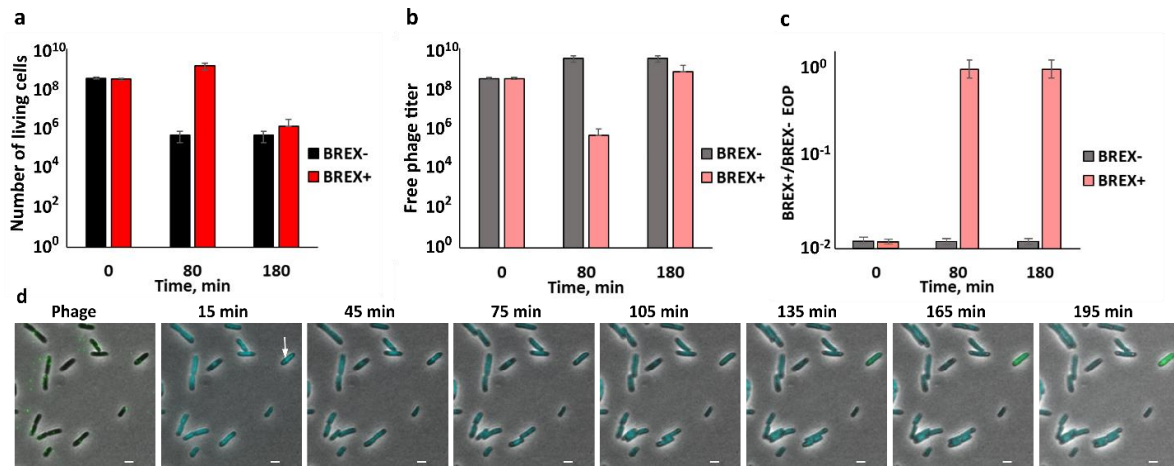 a
Number of living cells
10^10
10^8
10^6
10^4
10^2
10^0
0 80 180
Time, min
BREX-
BREX+
b
Free phage titer
10^10
10^8
10^6
10^4
10^2
10^0
0 80 180
Time, min
BREX-
BREX+
c
BREX+/BREX- EOP
10^0
10^-1
10^-2
0 80 180
Time, min
BREX-
BREX+
d
Phage 15 min 45 min 75 min 105 min 135 min 165 min 195 min